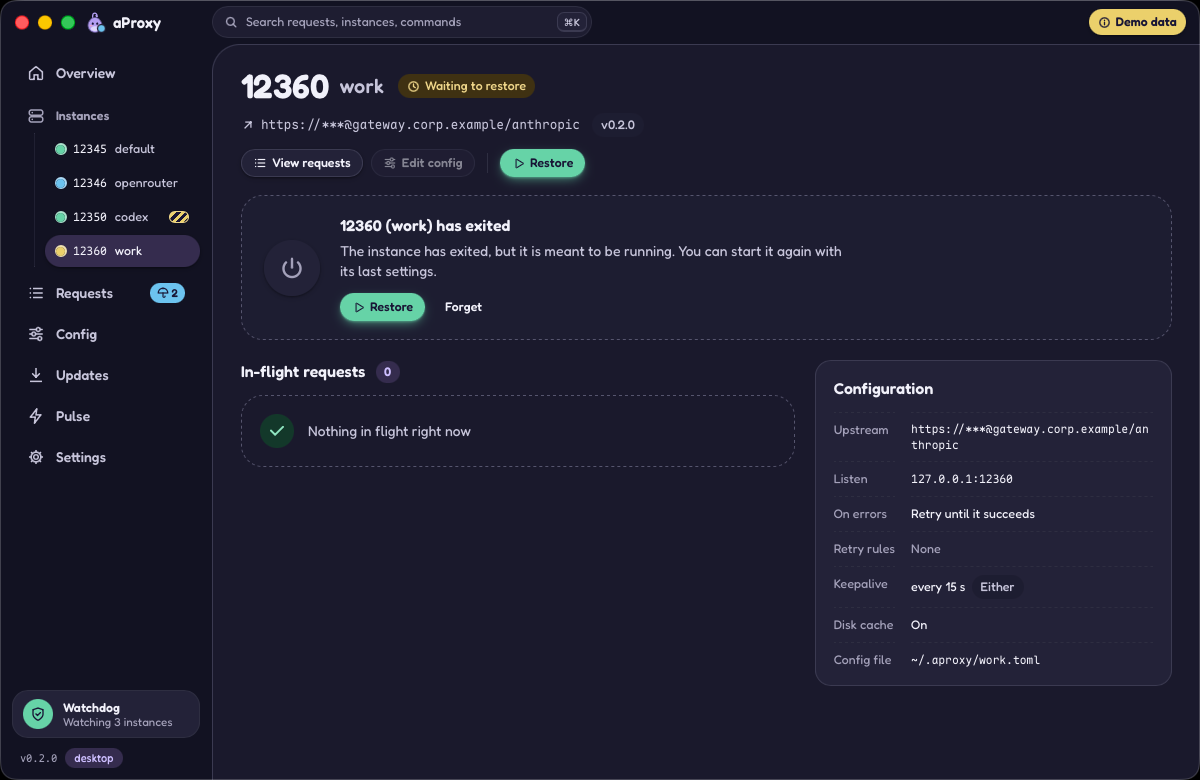 aProxy
Search requests, instances, commands
⌘K
Demo data
Overview
Instances
12345 default
12346 openrouter
12350 codex
12360 work
Requests
2
Config
Updates
Pulse
Settings
Watchdog
Watching 3 instances
v0.2.0
desktop
12360 work
Waiting to restore
https://***@gateway.corp.example/anthropic
v0.2.0
View requests
Edit config
Restore
12360 (work) has exited
The instance has exited, but it is meant to be running. You can start it again with
its last settings.
Restore
Forget
In-flight requests 0
Nothing in flight right now
Configuration
Upstream https://***@gateway.corp.example/an
thropic
Listen 127.0.0.1:12360
On errors Retry until it succeeds
Retry rules None
Keepalive every 15 s Either
Disk cache On
Config file ~/.aproxy/work.toml